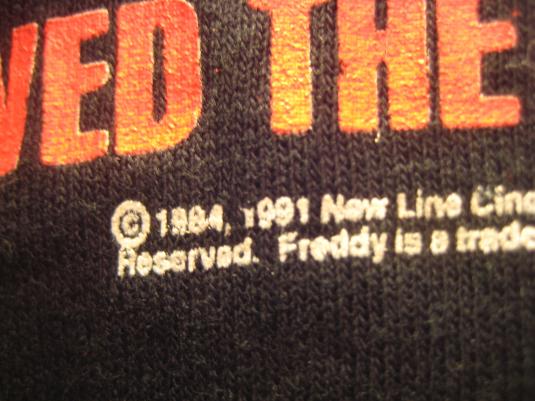 VED THE
© 1984, 1991 New Line Cine
Reserved. Freddy is a trade